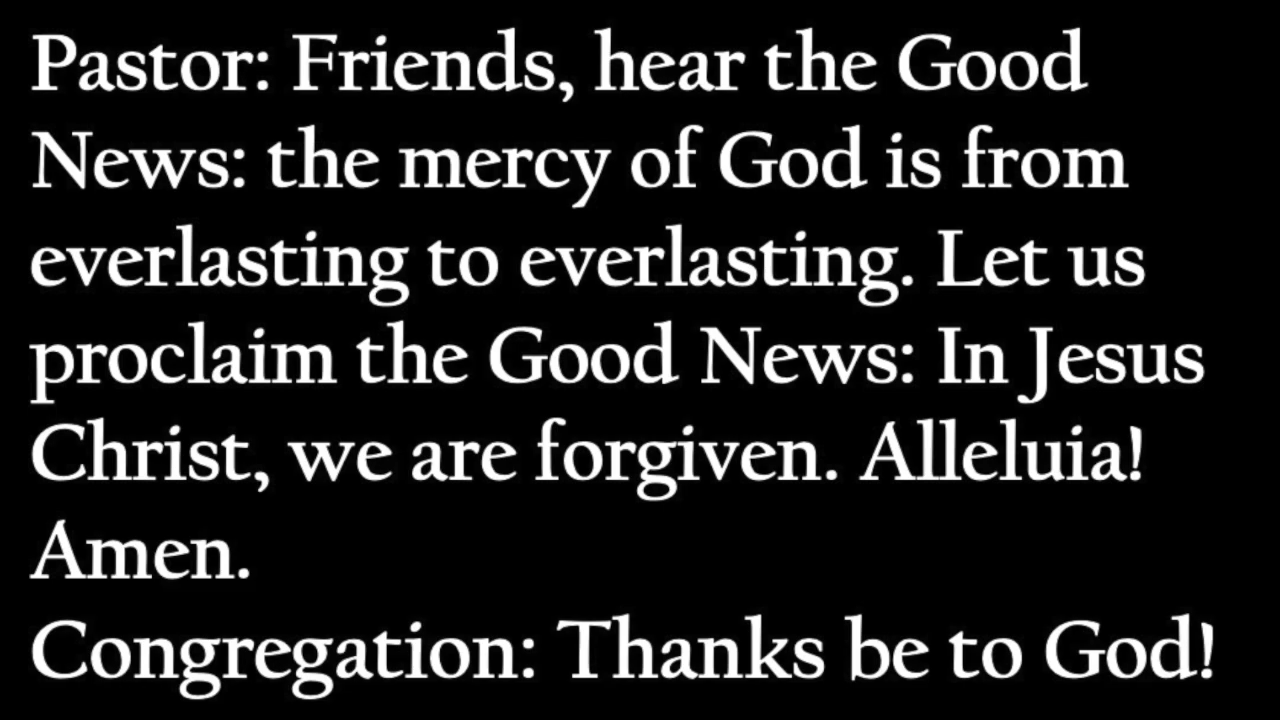 Pastor: Friends, hear the Good
News: the mercy of God is from
everlasting to everlasting. Let us
proclaim the Good News: In Jesus
Christ, we are forgiven. Alleluia!
Amen.
Congregation: Thanks be to God!